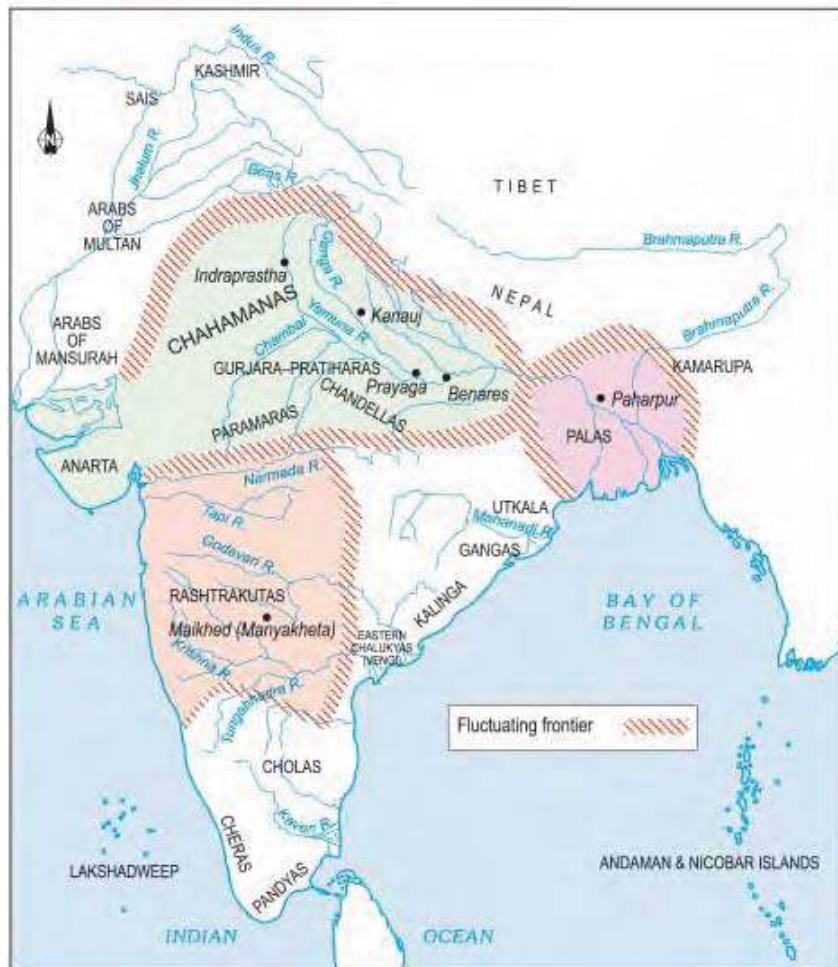 Indus R.
KASHMIR
SAIS
N
Jhelum R.
Beas R.
TIBET
ARABS
OF
MULTAN
Brahmaputra R.
Indraprastha
Ganga R.
NEPAL
Brahmaputra R.
CHAHAMANAS
Kanauj
ARABS
OF
MANSURAH
Yamuna R.
Chambal
KAMARUPA
GURJARA–PRATIHARAS
Prayaga
Benares
Paharpur
CHANDELLAS
PARAMARAS
PALAS
ANARTA
Narmada R.
Tapi R.
UTKALA
Mahanadi R.
Godavari R.
GANGAS
ARABIAN
SEA
RASHTRAKUTAS
KALINGA
BAY OF
BENGAL
Malkhed (Manyakheta)
EASTERN
CHALUKYAS
(VENGI)
Krishna R.
Tungabhadra R.
Fluctuating frontier
CHOLAS
Kaveri R.
CHERAS
LAKSHADWEEP
ANDAMAN & NICOBAR ISLANDS
PANDYAS
INDIAN
OCEAN